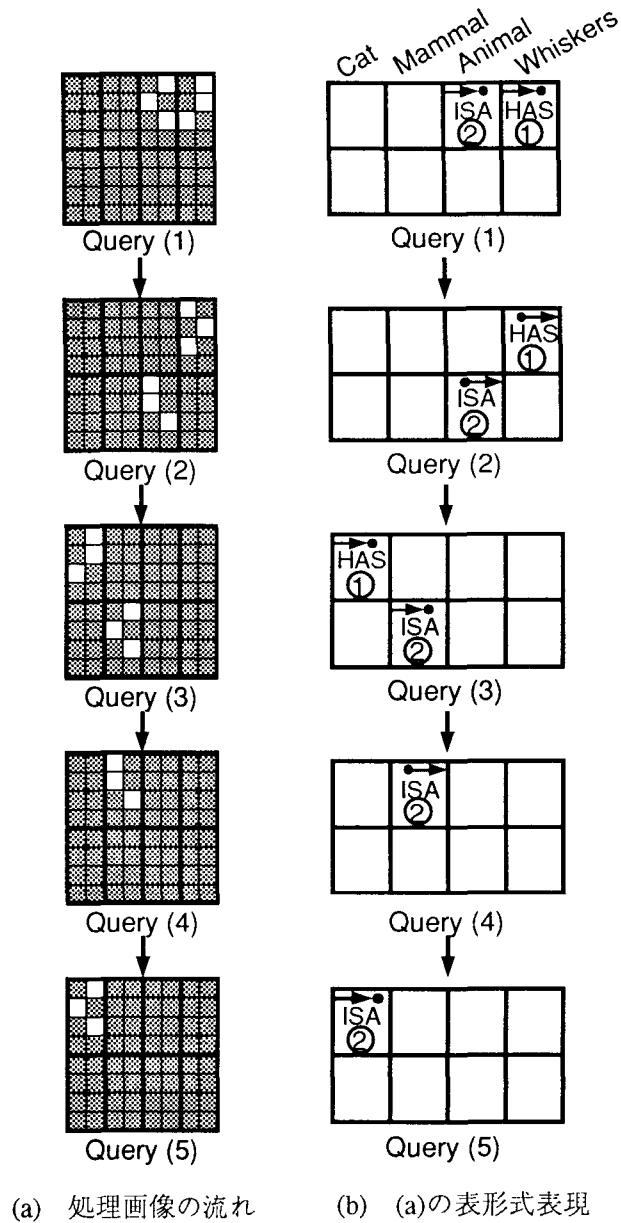 Cat Mammal Animal Whiskers
ISA HAS
② ①
Query (1) Query (1)
HAS
①
ISA
②
Query (2) Query (2)
HAS
①
ISA
②
Query (3) Query (3)
ISA
②
Query (4) Query (4)
ISA
②
Query (5) Query (5)
(a) 処理画像の流れ (b) (a)の表形式表現